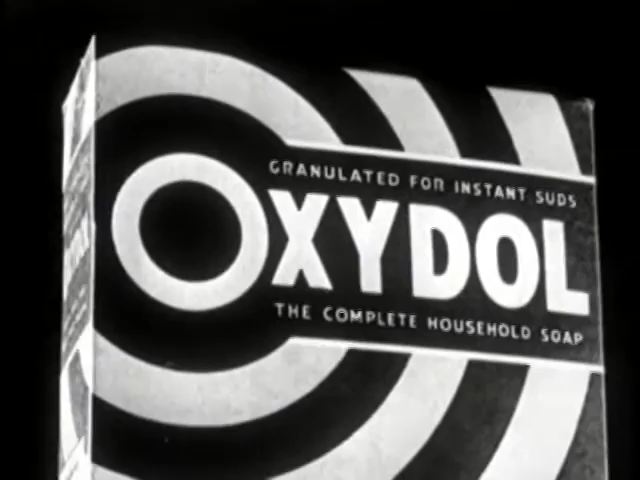 GRANULATED FOR INSTANT SUDS
OXYDOL
THE COMPLETE HOUSEHOLD SOAP